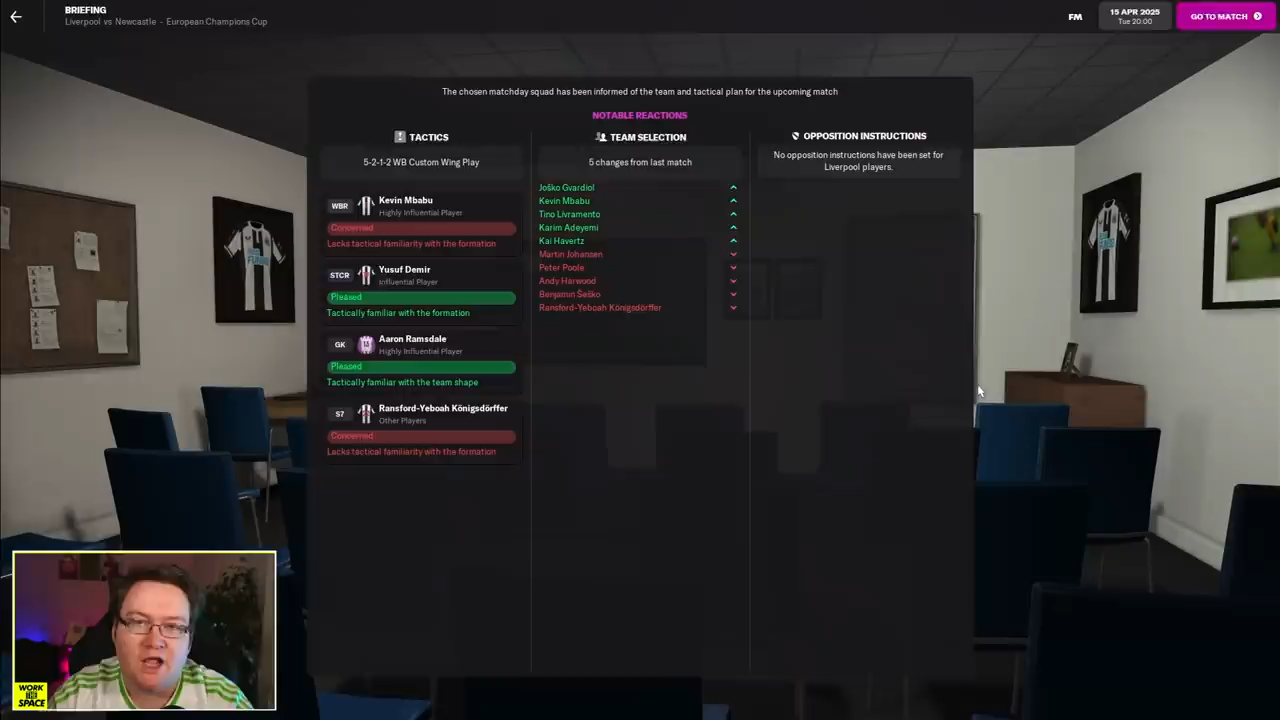 BRIEFING
Liverpool vs Newcastle - European Champions Cup
FM
15 APR 2025
Tue 20:00
GO TO MATCH
The chosen matchday squad has been informed of the team and tactical plan for the upcoming match
NOTABLE REACTIONS
TACTICS
5-2-1-2 WB Custom Wing Play
WBR
Kevin Mbabu
Highly Influential Player
Concerned
Lacks tactical familiarity with the formation
STCR
Yusuf Demir
Influential Player
Pleased
Tactically familiar with the formation
GK
Aaron Ramsdale
Highly Influential Player
Pleased
Tactically familiar with the team shape
S7
Ransford-Yeboah Königsdörffer
Other Players
Concerned
Lacks tactical familiarity with the formation
TEAM SELECTION
5 changes from last match
Joško Gvardiol
Kevin Mbabu
Tino Livramento
Karim Adeyemi
Kai Havertz
Martin Johansen
Peter Poole
Andy Harwood
Benjamin Šeško
Ransford-Yeboah Königsdörffer
OPPOSITION INSTRUCTIONS
No opposition instructions have been set for
Liverpool players.
WORK
THE
SPACE